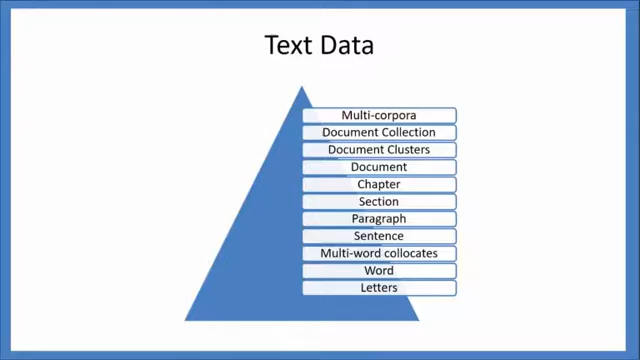 Text Data
Multi-corpora
Document Collection
Document Clusters
Document
Chapter
Section
Paragraph
Sentence
Multi-word collocates
Word
Letters